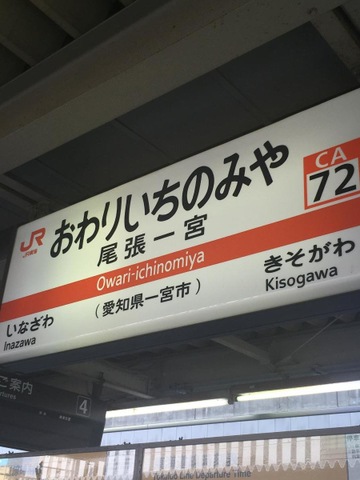 JR
JR東海
おわりいちのみや
尾張一宮
CA
72
Owari-ichinomiya
（愛知県一宮市）
いなざわ
Inazawa
きそがわ
Kisogawa
ご案内
4
Departure Time